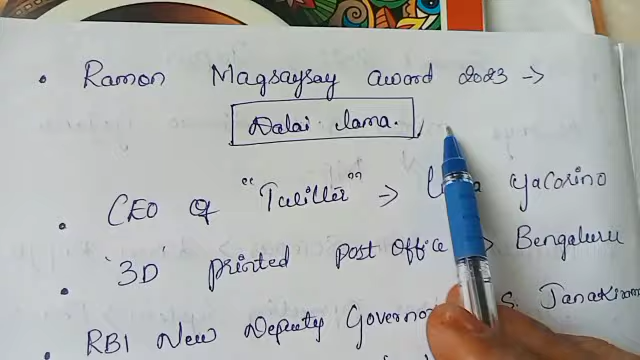 • Ramon Magsaysay award 2023 →
Dalai lama.
• CEO of "Twitter" → Yacorino
• '3D' printed post office → Bengaluru
• RBI New Deputy Governor S. Janakiram